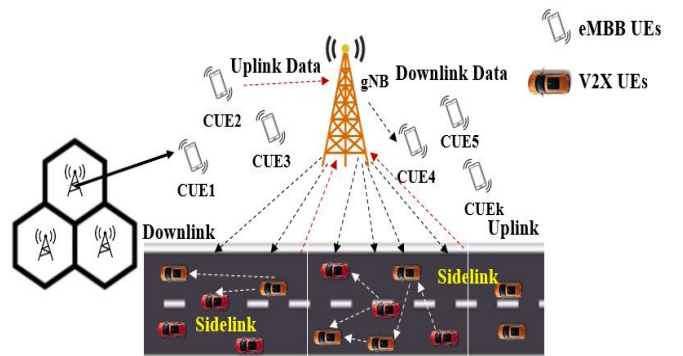 eMBB UEs
V2X UEs
Uplink Data
gNB
Downlink Data
CUE2
CUE3
CUE1
CUE5
CUE4
CUEk
Downlink
Uplink
Sidelink
Sidelink